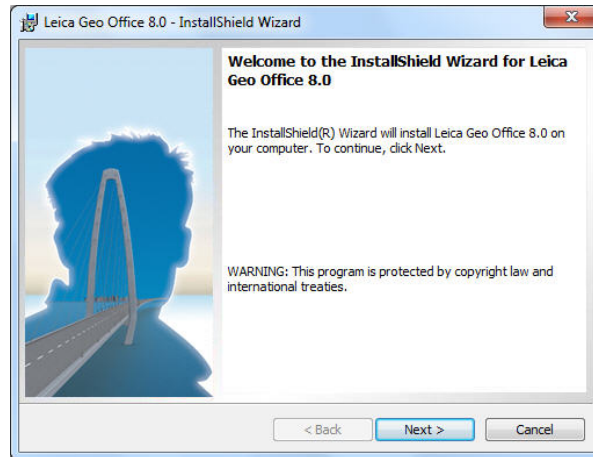 Leica Geo Office 8.0 - InstallShield Wizard
Welcome to the InstallShield Wizard for Leica
Geo Office 8.0
The InstallShield(R) Wizard will install Leica Geo Office 8.0 on
your computer. To continue, click Next.
WARNING: This program is protected by copyright law and
international treaties.
< Back
Next >
Cancel